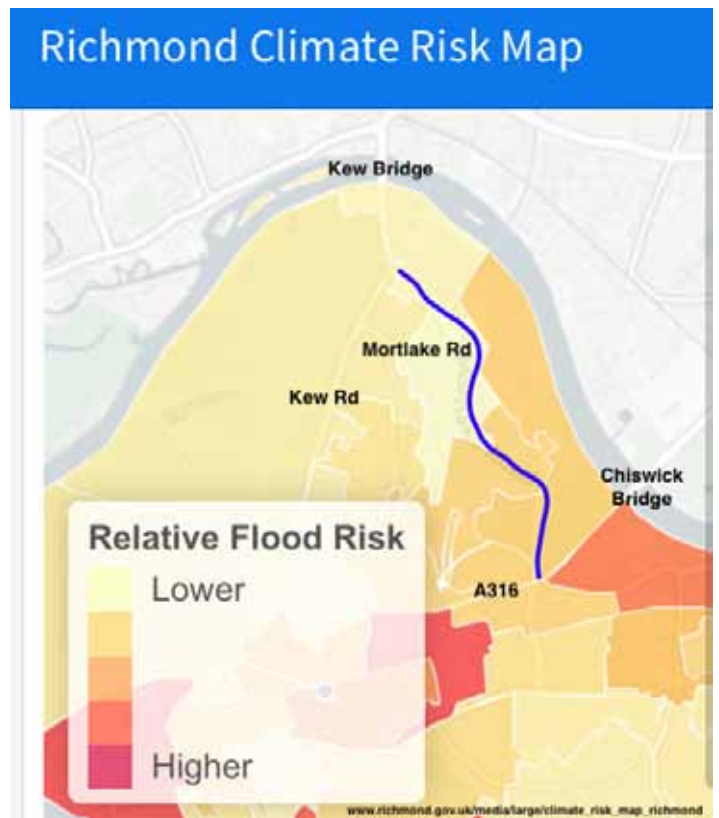 Richmond Climate Risk Map
Kew Bridge
Mortlake Rd
Kew Rd
Chiswick
Bridge
Relative Flood Risk
Lower
A316
Higher
www.richmond.gov.uk/media/large/climate_risk_map_richmond